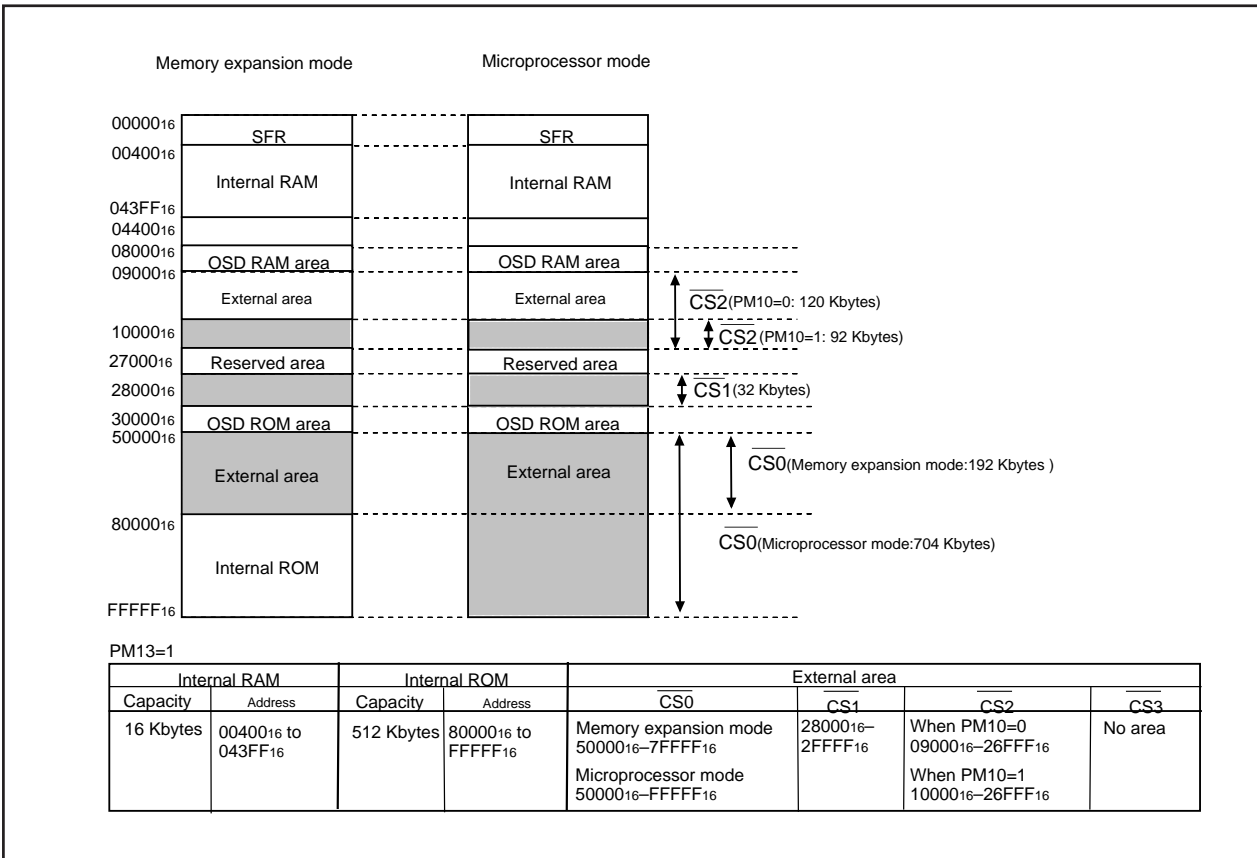 Memory expansion mode
Microprocessor mode
00000₁₆
SFR
SFR
00400₁₆
Internal RAM
Internal RAM
043FF₁₆
04400₁₆
08000₁₆
OSD RAM area
OSD RAM area
09000₁₆
External area
External area
CS2(PM10=0: 120 Kbytes)
10000₁₆
CS2(PM10=1: 92 Kbytes)
27000₁₆
Reserved area
Reserved area
28000₁₆
CS1(32 Kbytes)
30000₁₆
OSD ROM area
OSD ROM area
50000₁₆
External area
External area
CS0(Memory expansion mode:192 Kbytes )
80000₁₆
CS0(Microprocessor mode:704 Kbytes)
Internal ROM
FFFFF₁₆
PM13=1
Internal RAM Internal ROM External area
Capacity Address Capacity Address CS0 CS1 CS2 CS3
16 Kbytes 00400₁₆ to 512 Kbytes 80000₁₆ to Memory expansion mode 28000₁₆– When PM10=0 No area
043FF₁₆ FFFFF₁₆ 50000₁₆–7FFFF₁₆ 2FFFF₁₆ 09000₁₆–26FFF₁₆
Microprocessor mode When PM10=1
50000₁₆–FFFFF₁₆ 10000₁₆–26FFF₁₆